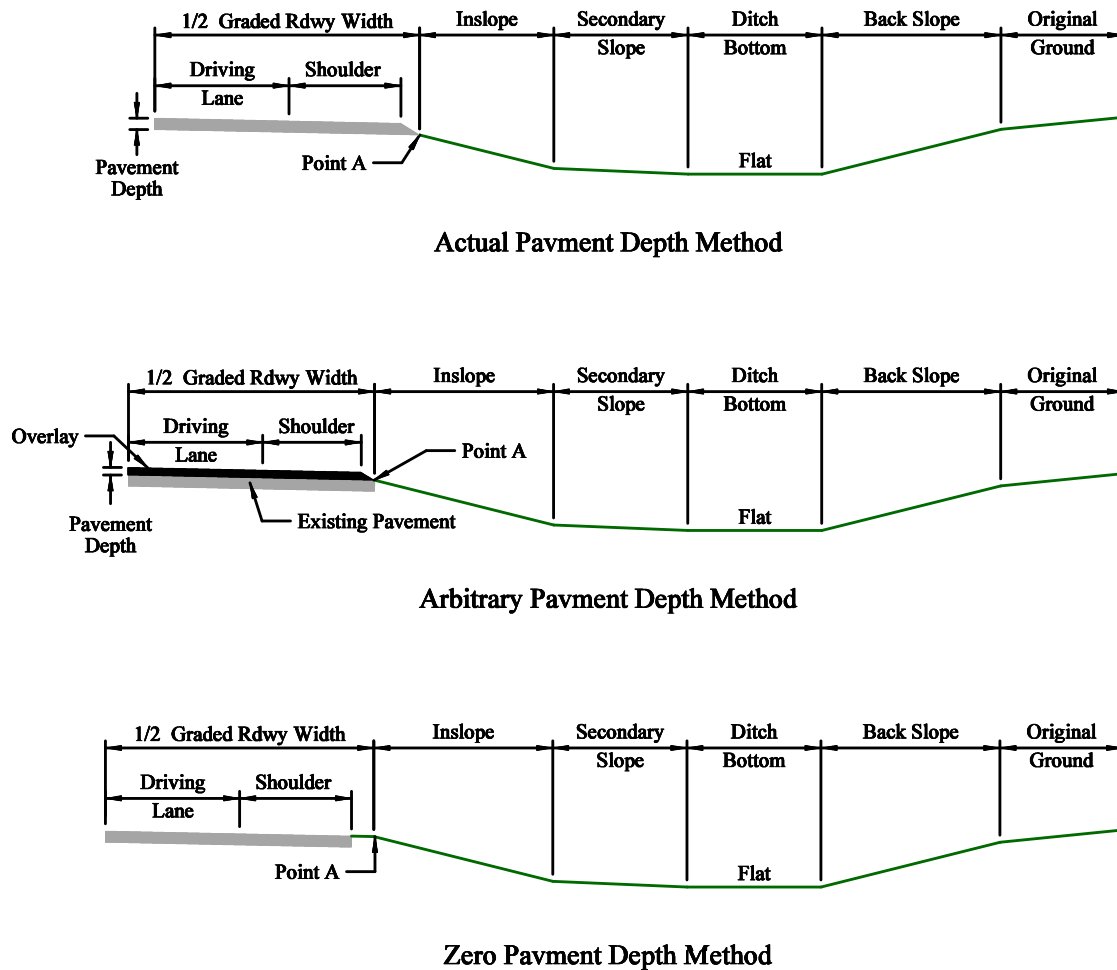 1/2 Graded Rdwy Width
Inslope
Secondary
Slope
Ditch
Bottom
Back Slope
Original
Ground
Driving
Lane
Shoulder
Pavement
Depth
Point A
Flat
Actual Pavment Depth Method
1/2 Graded Rdwy Width
Inslope
Secondary
Slope
Ditch
Bottom
Back Slope
Original
Ground
Overlay
Driving
Lane
Shoulder
Point A
Pavement
Depth
Existing Pavement
Flat
Arbitrary Pavment Depth Method
1/2 Graded Rdwy Width
Inslope
Secondary
Slope
Ditch
Bottom
Back Slope
Original
Ground
Driving
Lane
Shoulder
Point A
Flat
Zero Pavment Depth Method